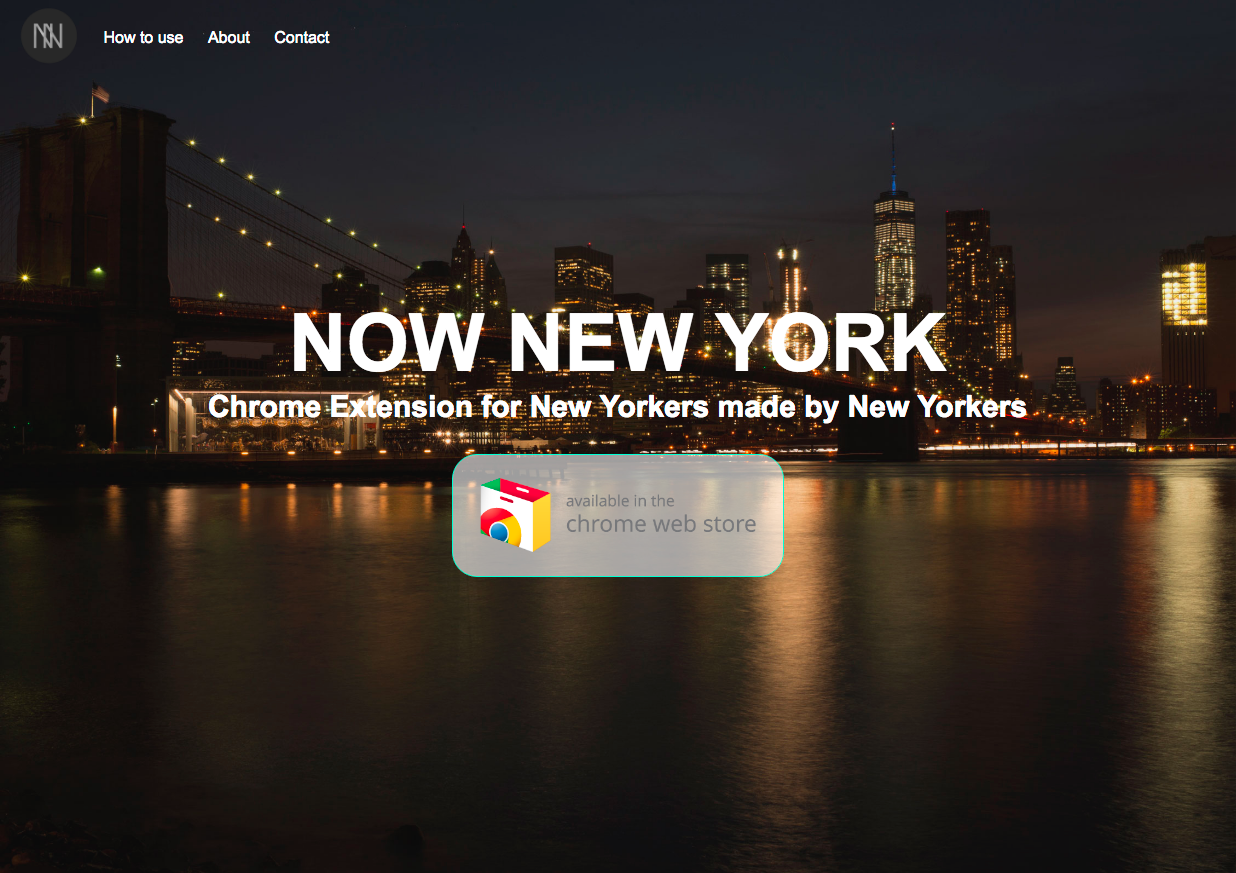 NN
How to use About Contact
NOW NEW YORK
Chrome Extension for New Yorkers made by New Yorkers
available in the
chrome web store